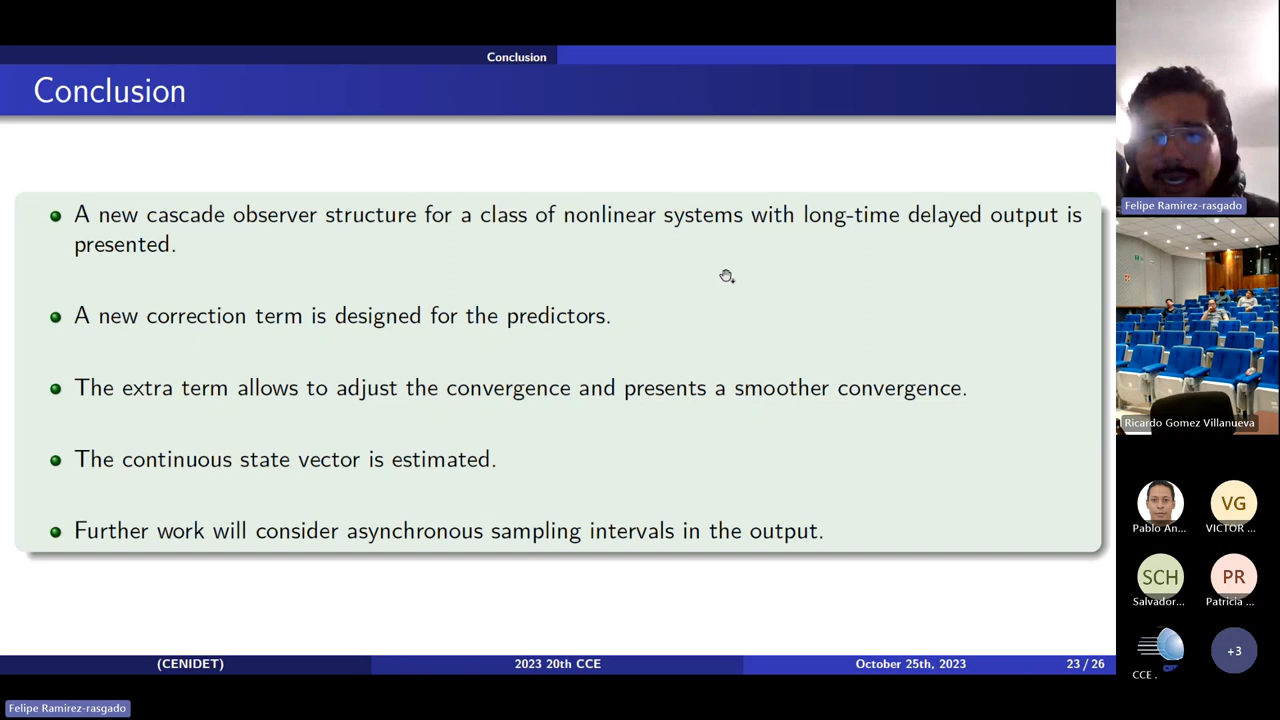 Conclusion
Conclusion
A new cascade observer structure for a class of nonlinear systems with long-time delayed output is
presented.
A new correction term is designed for the predictors.
The extra term allows to adjust the convergence and presents a smoother convergence.
The continuous state vector is estimated.
Further work will consider asynchronous sampling intervals in the output.
(CENIDET)
2023 20th CCE
October 25th, 2023
23 / 26
Felipe Ramirez-rasgado
Felipe Ramirez-rasgado
Ricardo Gomez Villanueva
Pablo An...
VG
VICTOR ...
SCH
Salvador...
PR
Patricia ...
CCE .
+3